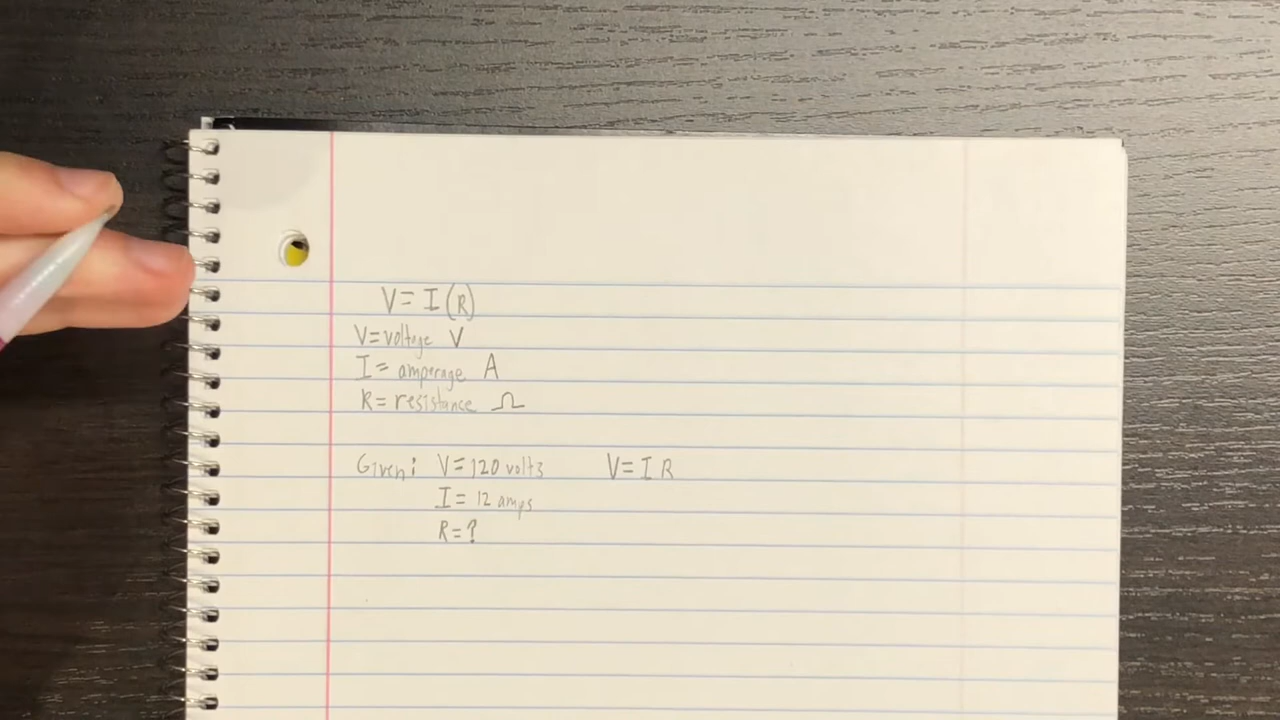 V = I (R)
V = voltage V
I = amperage A
R = resistance Ω
Given: V = 120 volts V = I R
I = 12 amps
R = ?